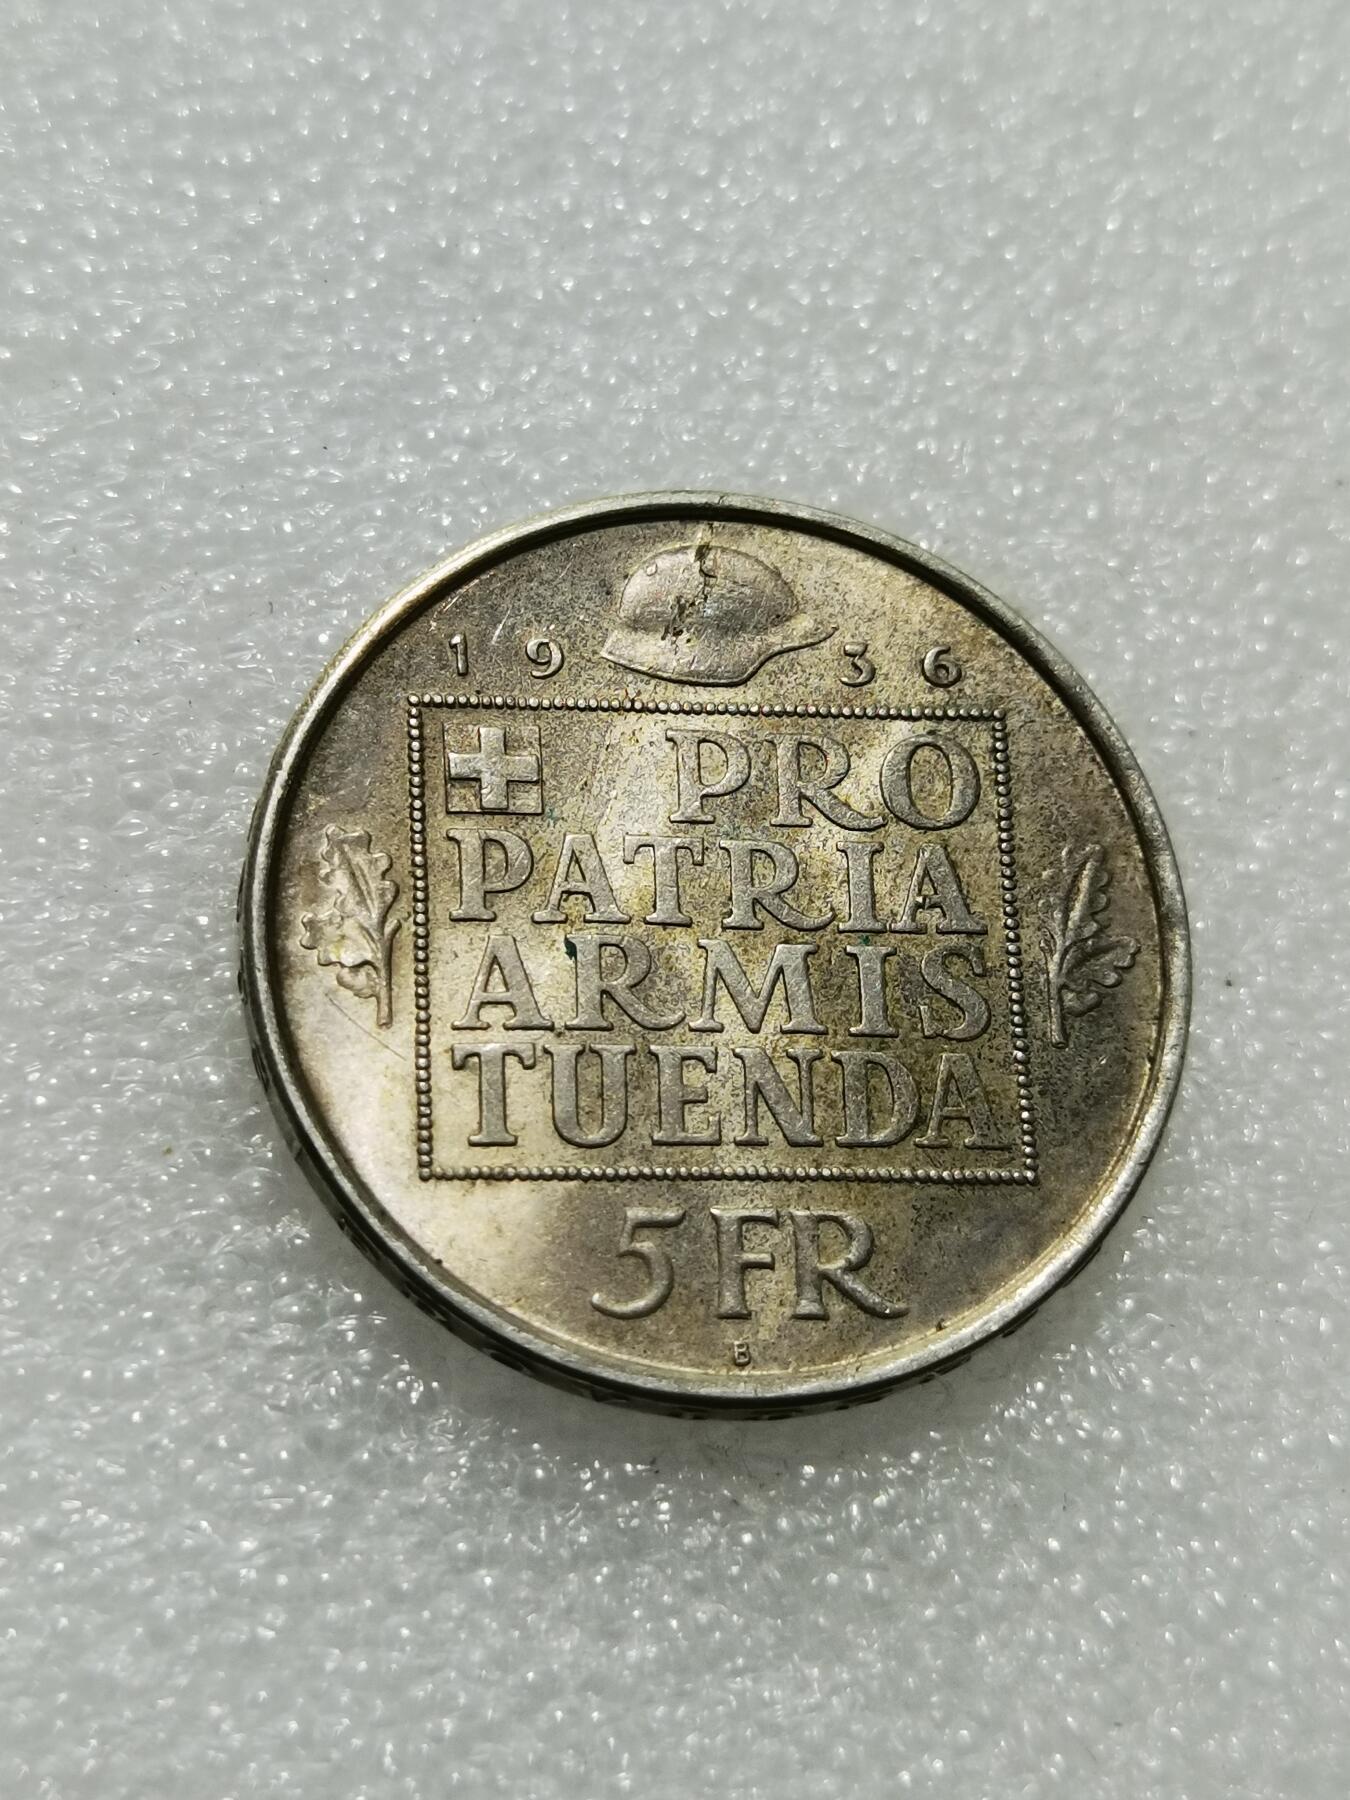 1936
PRO
PATRIA
ARMIS
TUENDA
5 FR
B